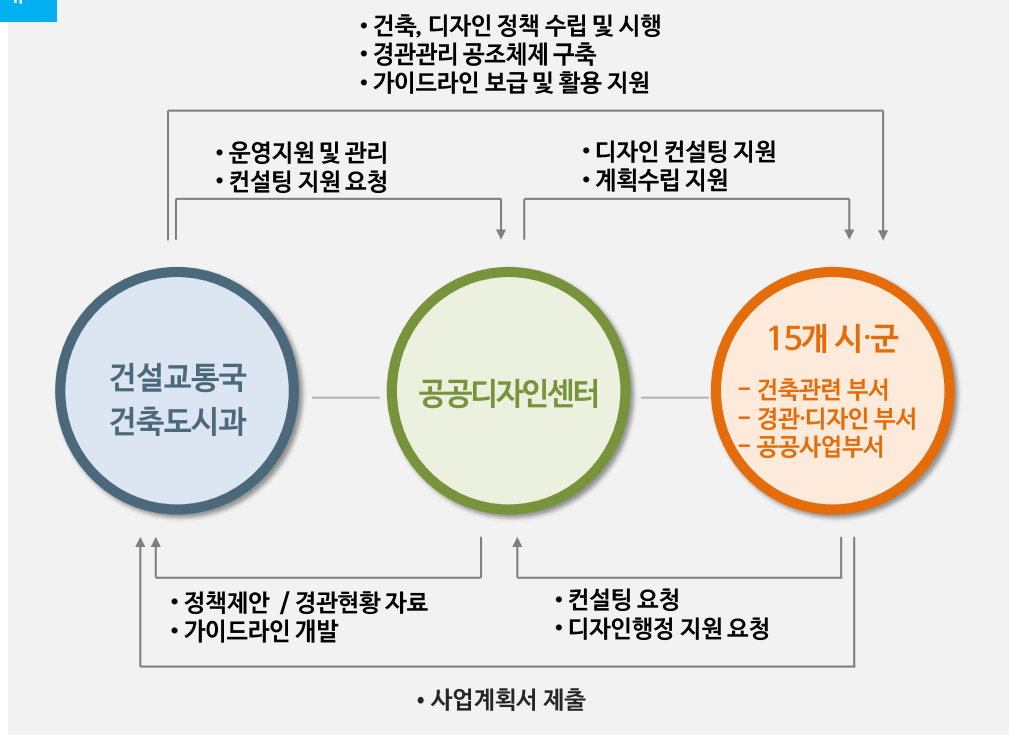 • 건축, 디자인 정책 수립 및 시행
• 경관관리 공조체제 구축
• 가이드라인 보급 및 활용 지원
• 운영지원 및 관리
• 컨설팅 지원 요청
• 디자인 컨설팅 지원
• 계획수립 지원
건설교통국
건축도시과
공공디자인센터
15개 시·군
- 건축관련 부서
- 경관·디자인 부서
- 공공사업부서
• 정책제안 / 경관현황 자료
• 가이드라인 개발
• 컨설팅 요청
• 디자인행정 지원 요청
• 사업계획서 제출